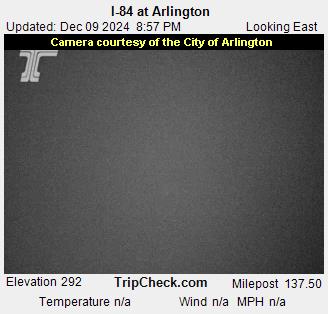 I-84 at Arlington
Updated: Dec 09 2024 8:57 PM Looking East
Camera courtesy of the City of Arlington
Elevation 292 TripCheck.com Milepost 137.50
Temperature n/a Wind n/a MPH n/a